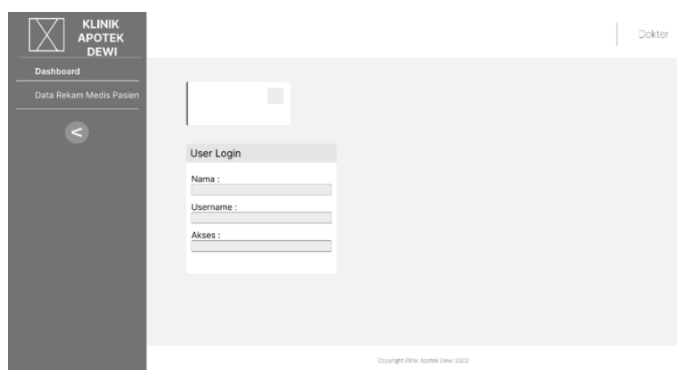 KLINIK
APOTEK
DEWI
Dokter
Dashboard
Data Rekam Medis Pasien
<
User Login
Nama :
Username :
Akses :
Copyright Klinik Apotek Dewi 2022